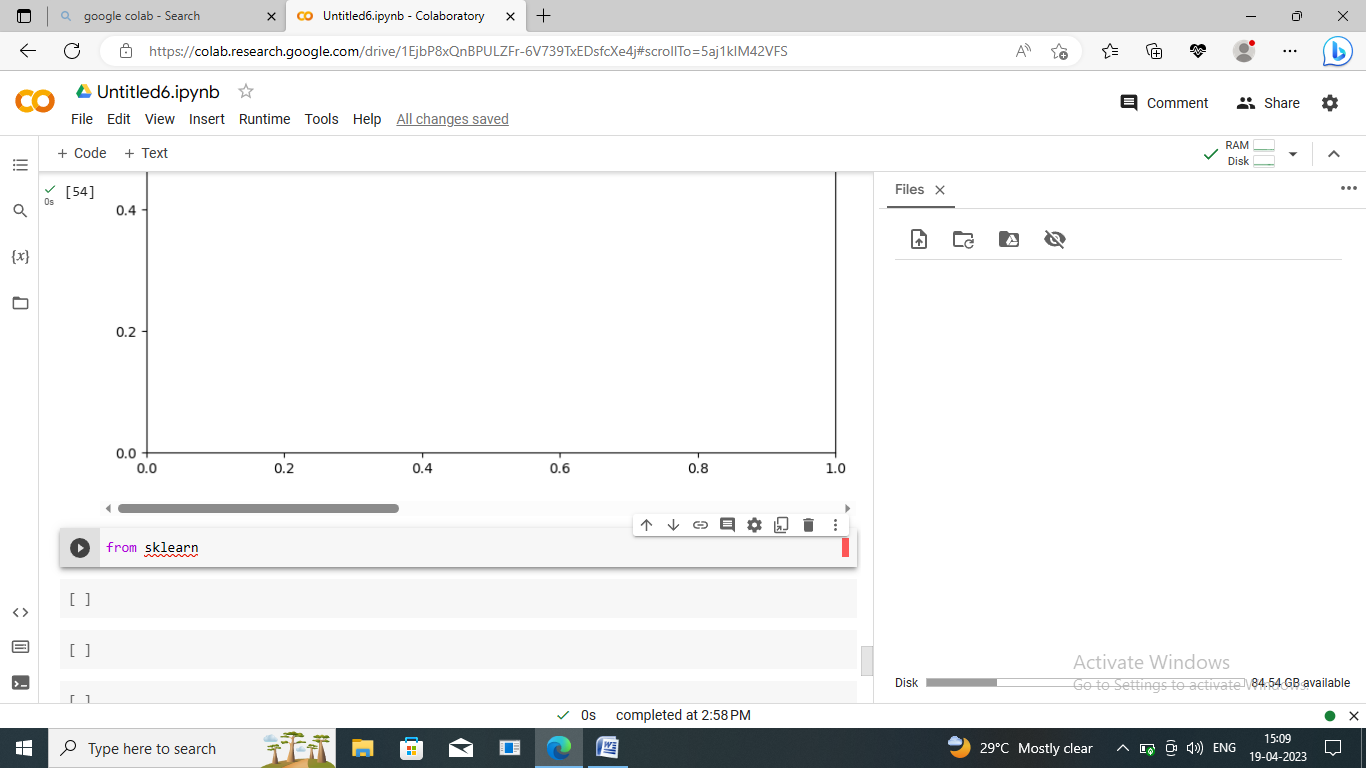 google colab - Search
Untitled6.ipynb - Colaboratory
https://colab.research.google.com/drive/1EjbP8xQnBPULZFr-6V739TxEDsfcXe4j#scrollTo=5aj1kIM42VFS
Untitled6.ipynb
File Edit View Insert Runtime Tools Help All changes saved
Comment Share
+ Code + Text
RAM
Disk
[54]
0s
0.4
0.2
0.0
0.0 0.2 0.4 0.6 0.8 1.0
from sklearn
[ ]
[ ]
[ ]
Files
{x}
Activate Windows
Go to Settings to activate Windows.
Disk 84.54 GB available
0s completed at 2:58 PM
Type here to search
29°C Mostly clear
ENG
15:09
19-04-2023